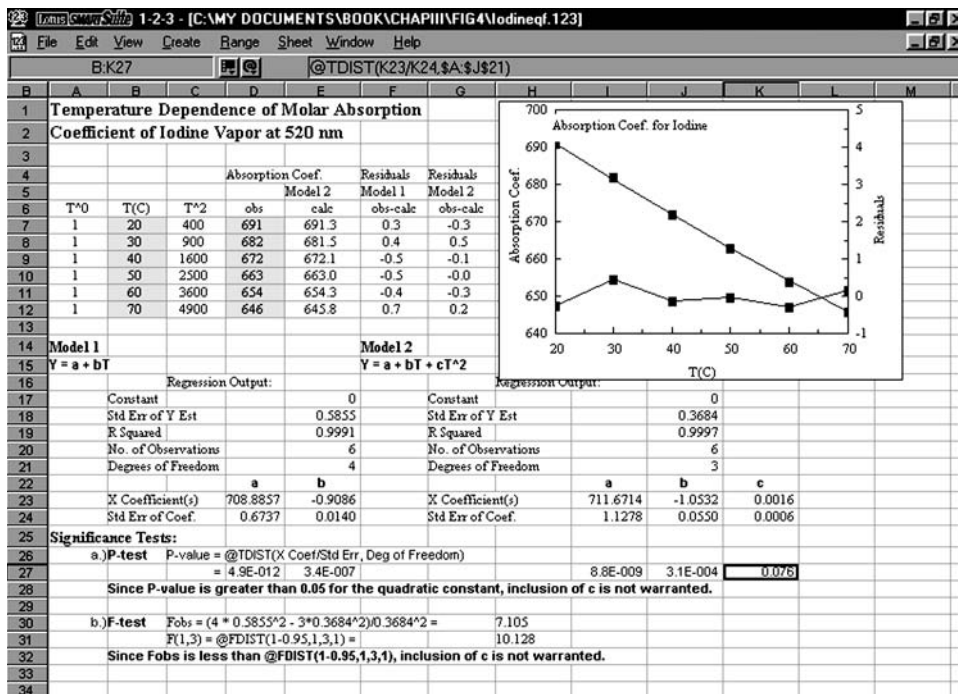 Lotus SmartSuite 1-2-3 - [C:\MY DOCUMENTS\BOOK\CHAPIII\FIG4\Iodineqf.123]
File Edit View Create Range Sheet Window Help
B:K27 @TDIST(K23/K24,$A:$J$21)
B A B C D E F G H I J K L M
1 Temperature Dependence of Molar Absorption
2 Coefficient of Iodine Vapor at 520 nm
3
4 Absorption Coef. Residuals Residuals
5 Model 2 Model 1 Model 2
6 T^0 T(C) T^2 obs calc obs-calc obs-calc
7 1 20 400 691 691.3 0.3 -0.3
8 1 30 900 682 681.5 0.4 0.5
9 1 40 1600 672 672.1 -0.5 -0.1
10 1 50 2500 663 663.0 -0.5 -0.0
11 1 60 3600 654 654.3 -0.4 -0.3
12 1 70 4900 646 645.8 0.7 0.2
13
Absorption Coef. for Iodine
Absorption Coef.
700
690
680
670
660
650
640
5
4
3
2
1
0
-1
Residuals
20 30 40 50 60 70
T(C)
14 Model 1 Model 2
15 Y = a + bT Y = a + bT + cT^2
16 Regression Output: Regression Output:
17 Constant 0 Constant 0
18 Std Err of Y Est 0.5855 Std Err of Y Est 0.3684
19 R Squared 0.9991 R Squared 0.9997
20 No. of Observations 6 No. of Observations 6
21 Degrees of Freedom 4 Degrees of Freedom 3
22 a b a b c
23 X Coefficient(s) 708.8857 -0.9086 X Coefficient(s) 711.6714 -1.0532 0.0016
24 Std Err of Coef. 0.6737 0.0140 Std Err of Coef. 1.1278 0.0550 0.0006
25 Significance Tests:
26 a.) P-test P-value = @TDIST(X Coef/Std Err, Deg of Freedom)
27 = 4.9E-012 3.4E-007 8.8E-009 3.1E-004 0.076
28 Since P-value is greater than 0.05 for the quadratic constant, inclusion of c is not warranted.
29
30 b.) F-test Fobs = (4 * 0.5855^2 - 3*0.3684^2)/0.3684^2 = 7.105
31 F(1,3) = @FDIST(1-0.95,1,3,1) = 10.128
32 Since Fobs is less than @FDIST(1-0.95,1,3,1), inclusion of c is not warranted.
33
34